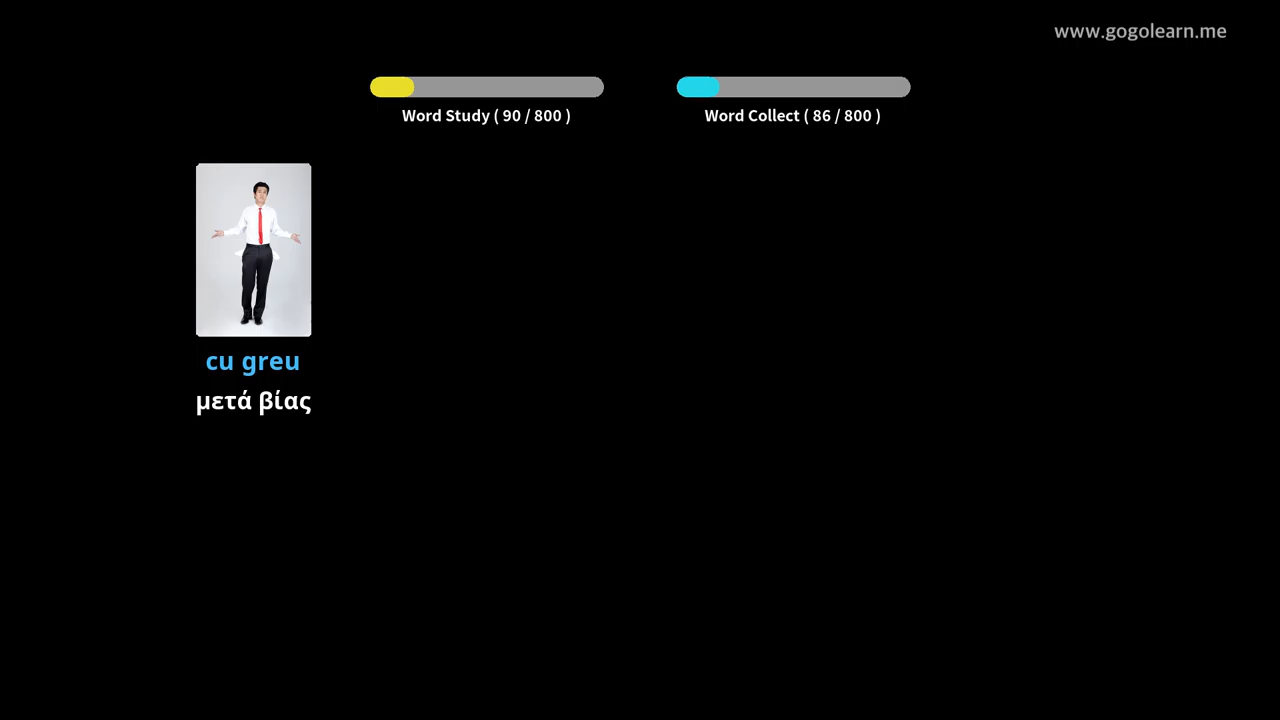 www.gogolearn.me
Word Study ( 90 / 800 )
Word Collect ( 86 / 800 )
cu greu
μετά βίας